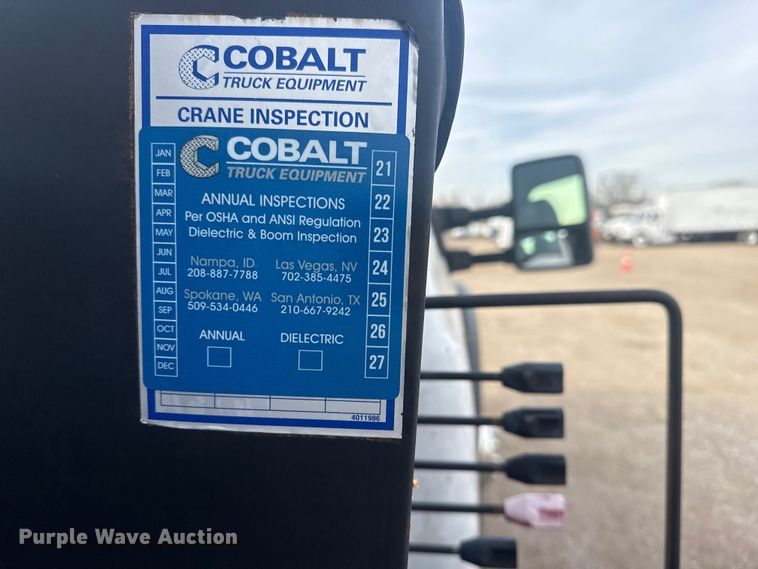 COBALT
TRUCK EQUIPMENT
CRANE INSPECTION
COBALT
TRUCK EQUIPMENT
ANNUAL INSPECTIONS
Per OSHA and ANSI Regulation
Dielectric & Boom Inspection
Nampa, ID Las Vegas, NV
208-887-7788 702-385-4475
Spokane, WA San Antonio, TX
509-534-0446 210-667-9242
ANNUAL DIELECTRIC
JAN
FEB
MAR
APR
MAY
JUN
JUL
AUG
SEP
OCT
NOV
DEC
21
22
23
24
25
26
27
4011986
Purple Wave Auction